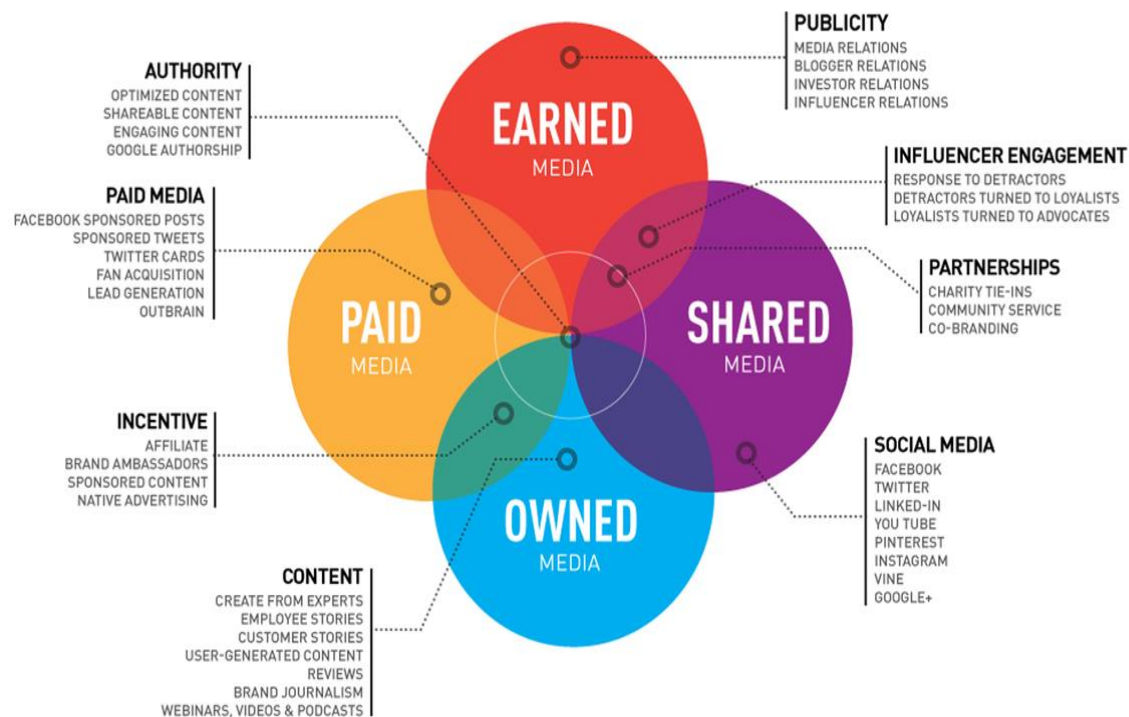 PUBLICITY
MEDIA RELATIONS
BLOGGER RELATIONS
INVESTOR RELATIONS
INFLUENCER RELATIONS
AUTHORITY
OPTIMIZED CONTENT
SHAREABLE CONTENT
ENGAGING CONTENT
GOOGLE AUTHORSHIP
EARNED
MEDIA
INFLUENCER ENGAGEMENT
RESPONSE TO DETRACTORS
DETRACTORS TURNED TO LOYALISTS
LOYALISTS TURNED TO ADVOCATES
PAID MEDIA
FACEBOOK SPONSORED POSTS
SPONSORED TWEETS
TWITTER CARDS
FAN ACQUISITION
LEAD GENERATION
OUTBRAIN
PARTNERSHIPS
CHARITY TIE-INS
COMMUNITY SERVICE
CO-BRANDING
PAID
MEDIA
SHARED
MEDIA
INCENTIVE
AFFILIATE
BRAND AMBASSADORS
SPONSORED CONTENT
NATIVE ADVERTISING
SOCIAL MEDIA
FACEBOOK
TWITTER
LINKED-IN
YOU TUBE
PINTEREST
INSTAGRAM
VINE
GOOGLE+
OWNED
MEDIA
CONTENT
CREATE FROM EXPERTS
EMPLOYEE STORIES
CUSTOMER STORIES
USER-GENERATED CONTENT
REVIEWS
BRAND JOURNALISM
WEBINARS, VIDEOS & PODCASTS